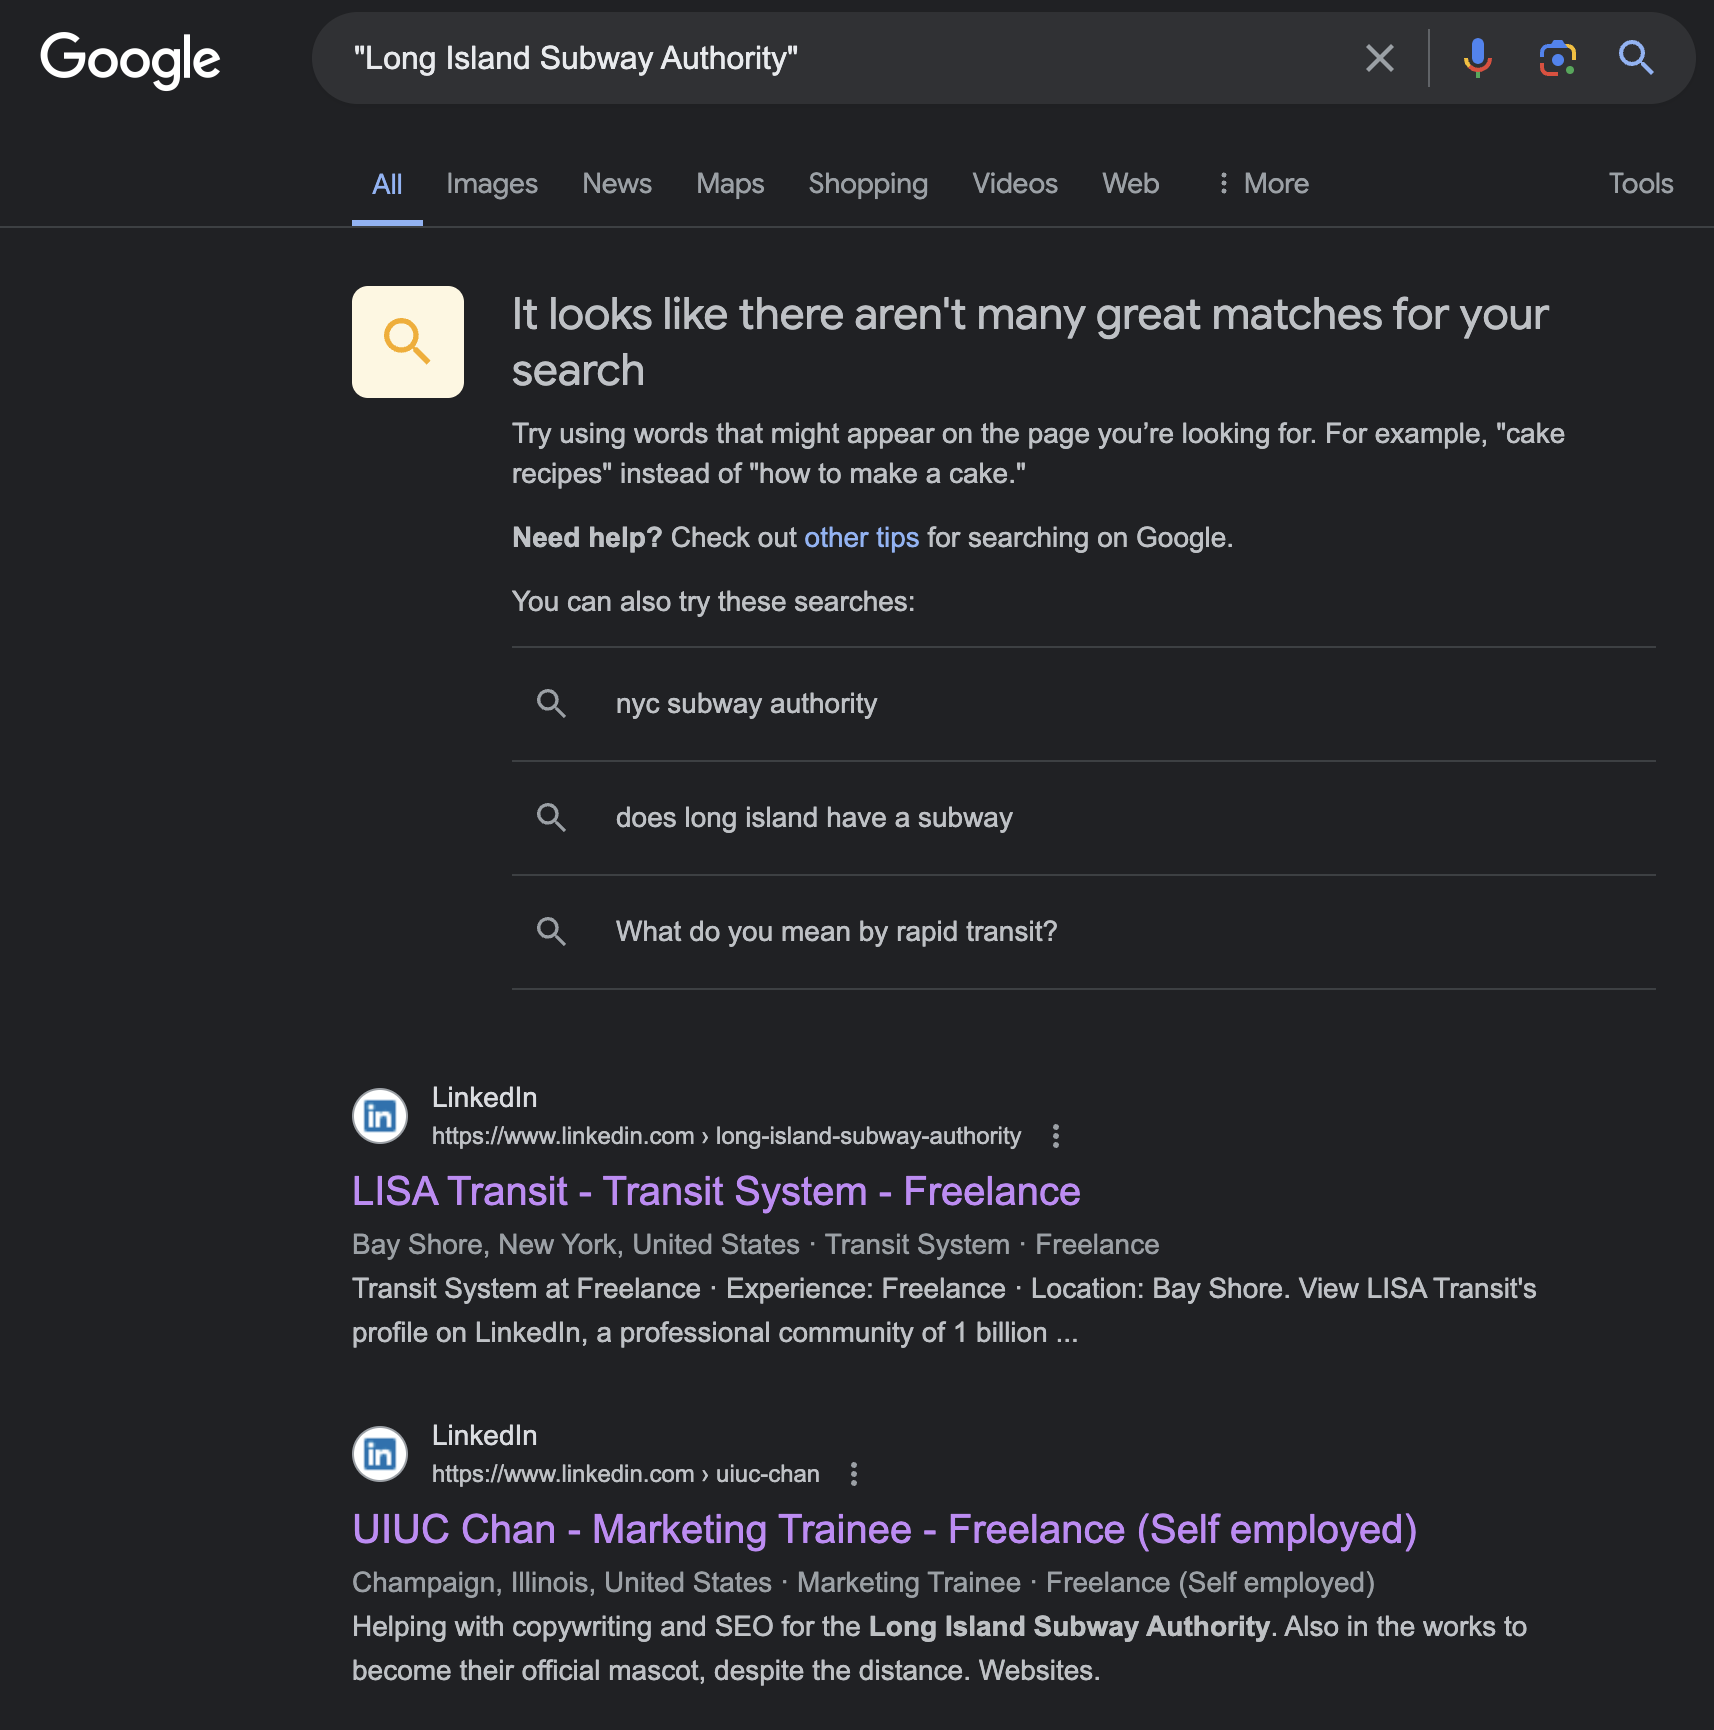 Google
"Long Island Subway Authority"
All Images News Maps Shopping Videos Web More Tools
It looks like there aren't many great matches for your
search
Try using words that might appear on the page you’re looking for. For example, "cake
recipes" instead of "how to make a cake."
Need help? Check out other tips for searching on Google.
You can also try these searches:
nyc subway authority
does long island have a subway
What do you mean by rapid transit?
in
LinkedIn
https://www.linkedin.com › long-island-subway-authority
LISA Transit - Transit System - Freelance
Bay Shore, New York, United States · Transit System · Freelance
Transit System at Freelance · Experience: Freelance · Location: Bay Shore. View LISA Transit's
profile on LinkedIn, a professional community of 1 billion ...
in
LinkedIn
https://www.linkedin.com › uiuc-chan
UIUC Chan - Marketing Trainee - Freelance (Self employed)
Champaign, Illinois, United States · Marketing Trainee · Freelance (Self employed)
Helping with copywriting and SEO for the Long Island Subway Authority. Also in the works to
become their official mascot, despite the distance. Websites.